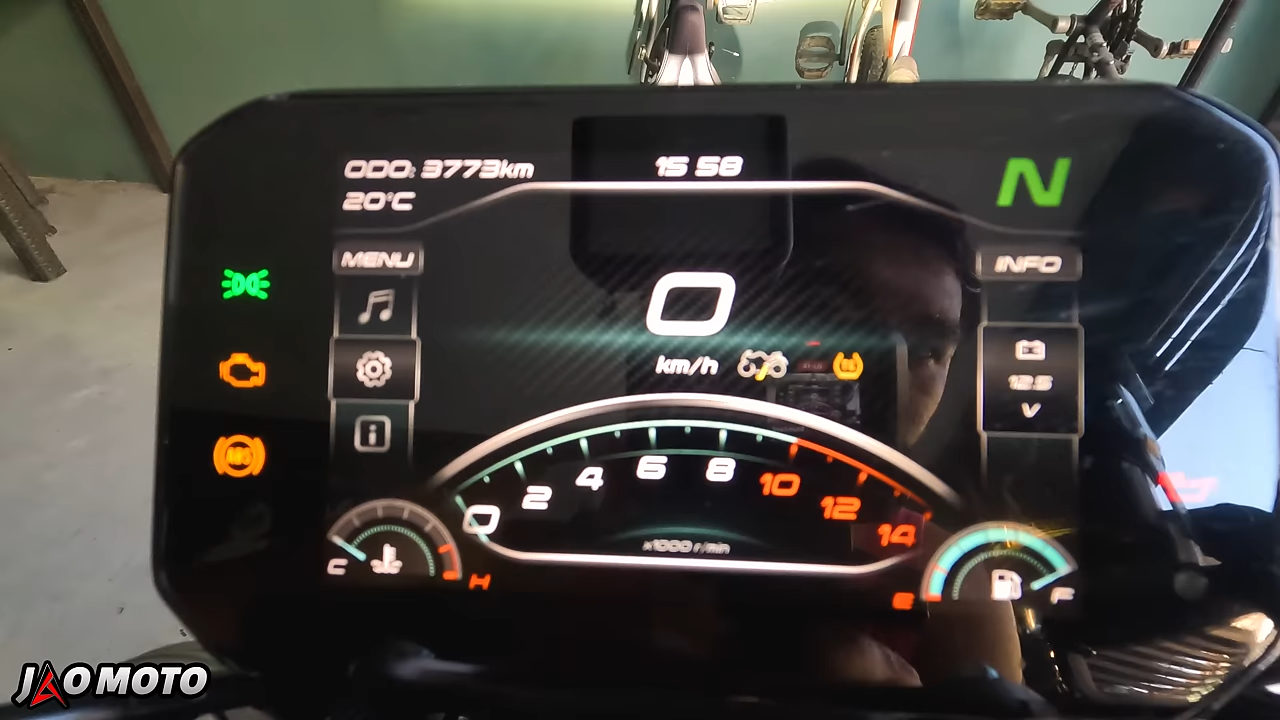 ODO: 3773km
15 58
N
20°C
MENU
INFO
0
km/h
12.5
V
ABS
0
2
4
6
8
10
12
14
x1000 r/min
C
H
E
F
JAO MOTO